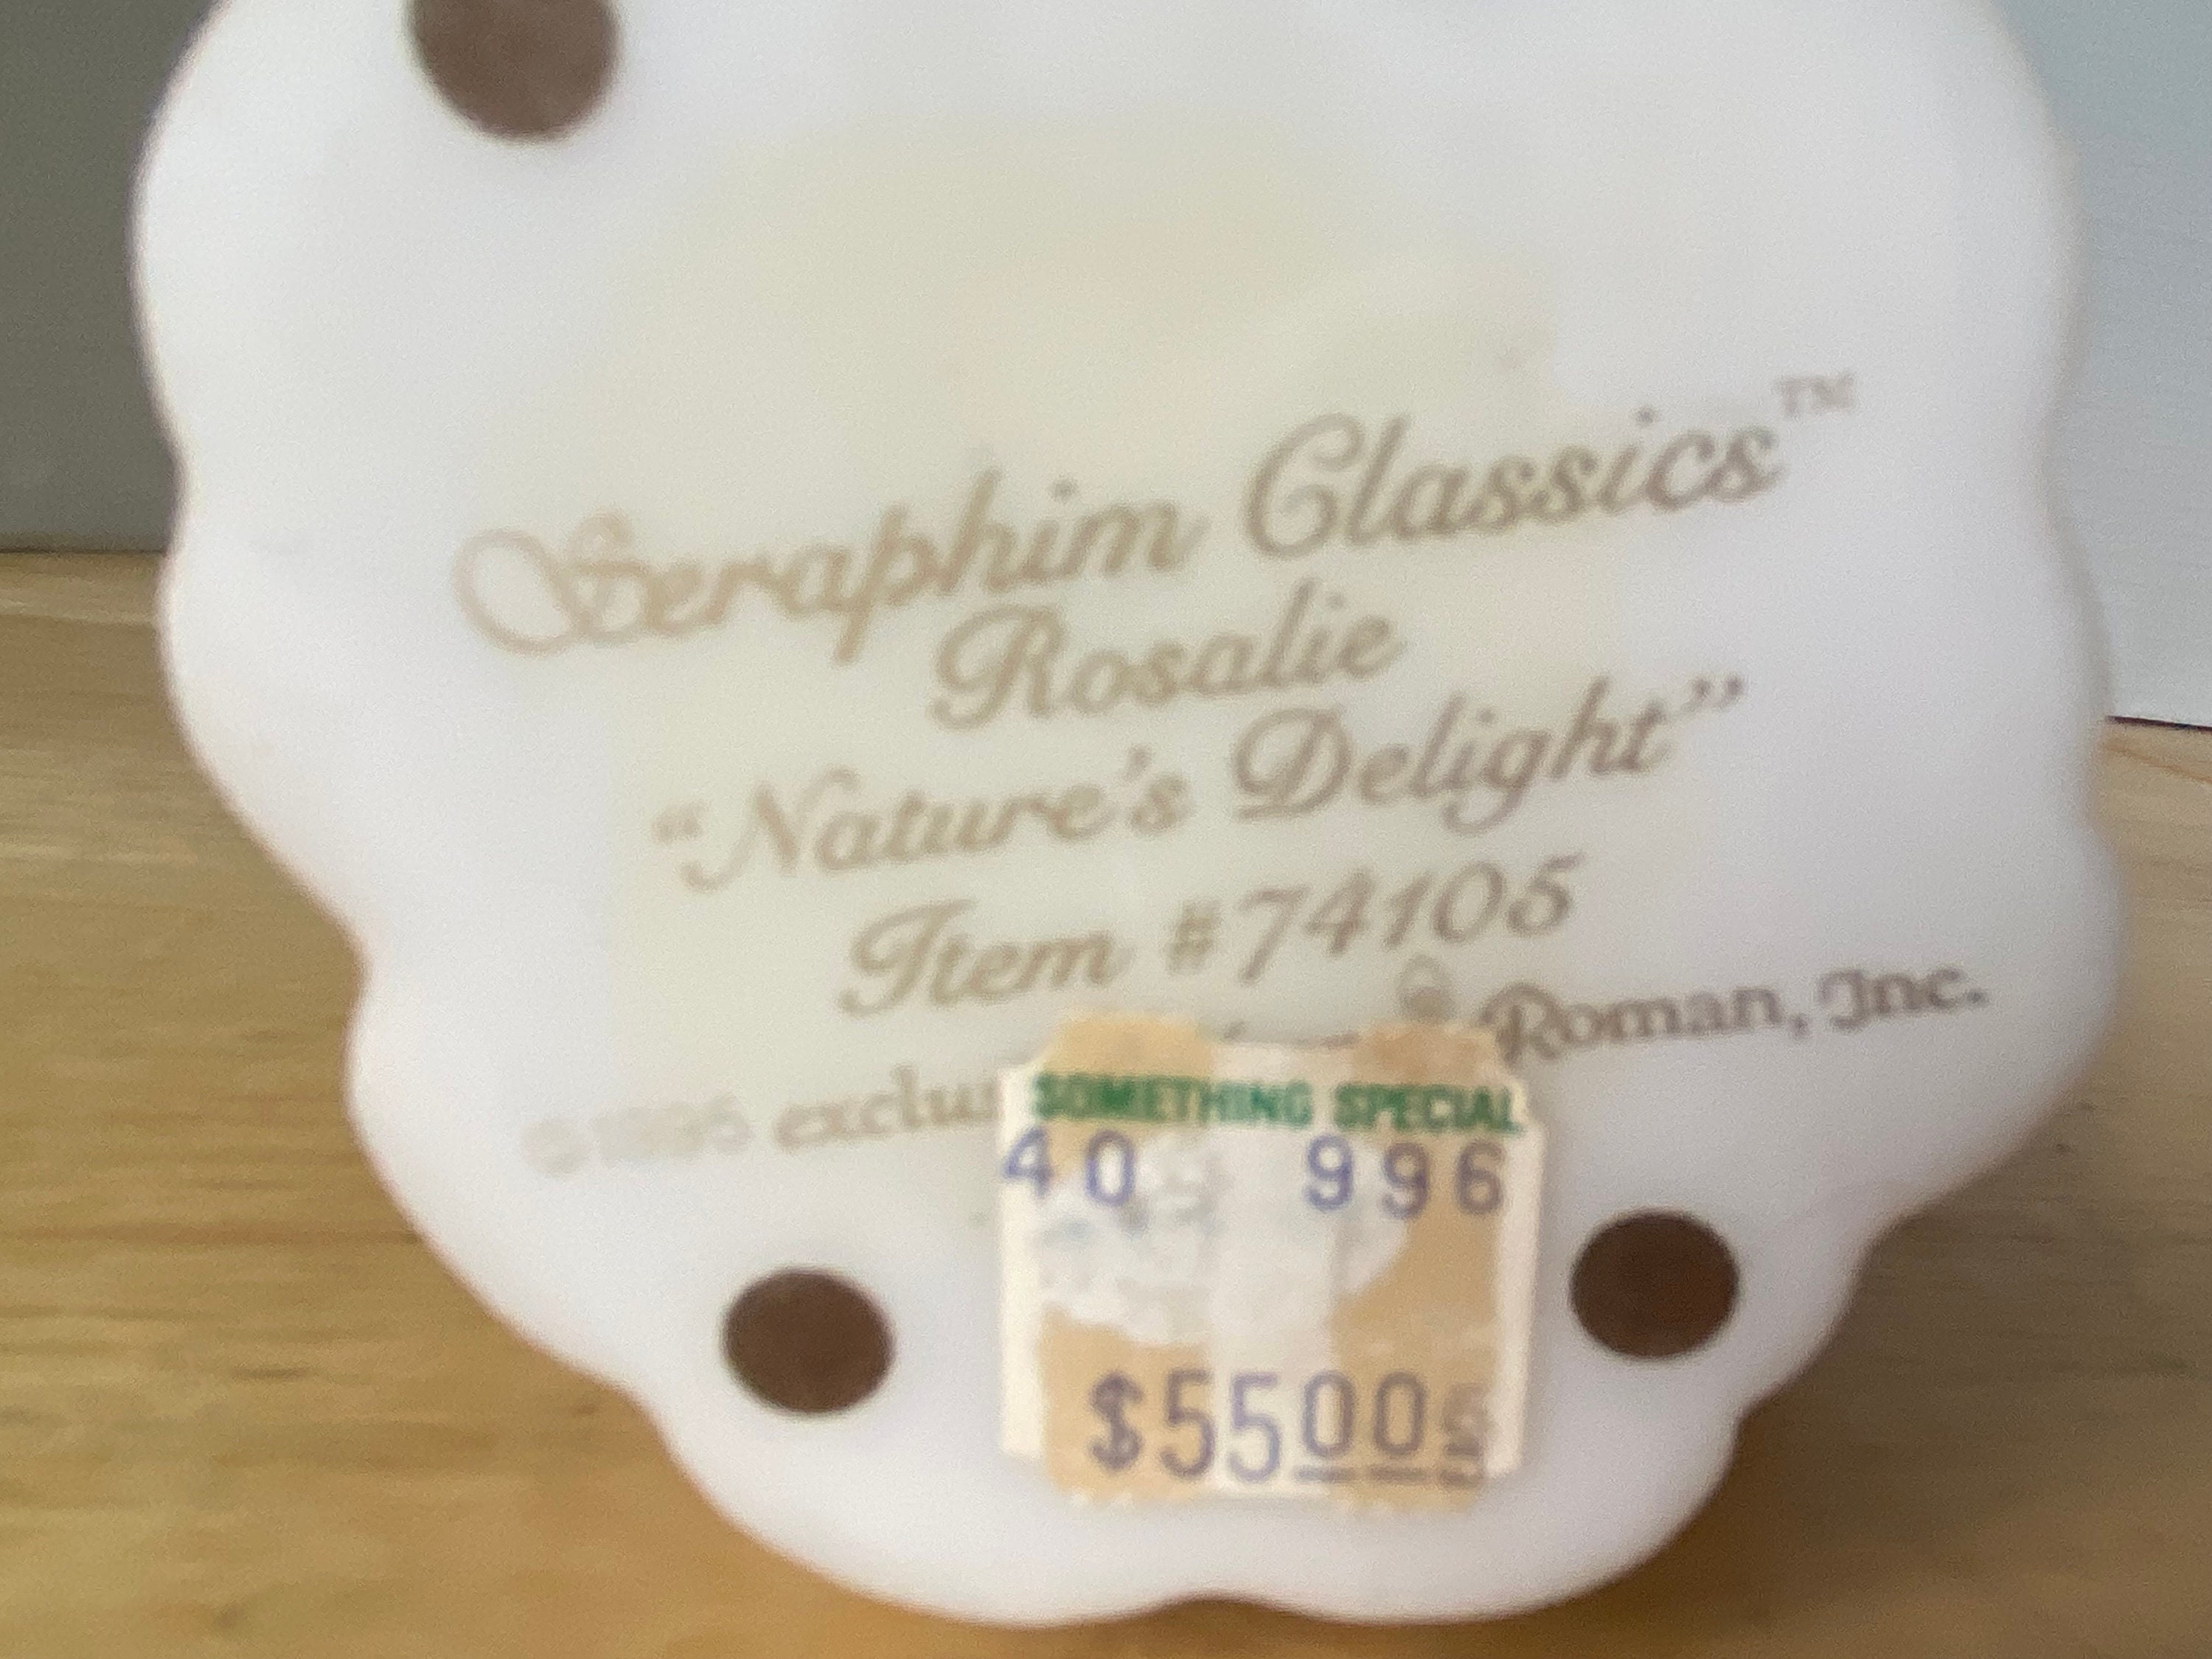 Seraphim Classics™
Rosalie
"Nature's Delight"
Item #74105
Roman, Inc.
SOMETHING SPECIAL
40 996
$5500